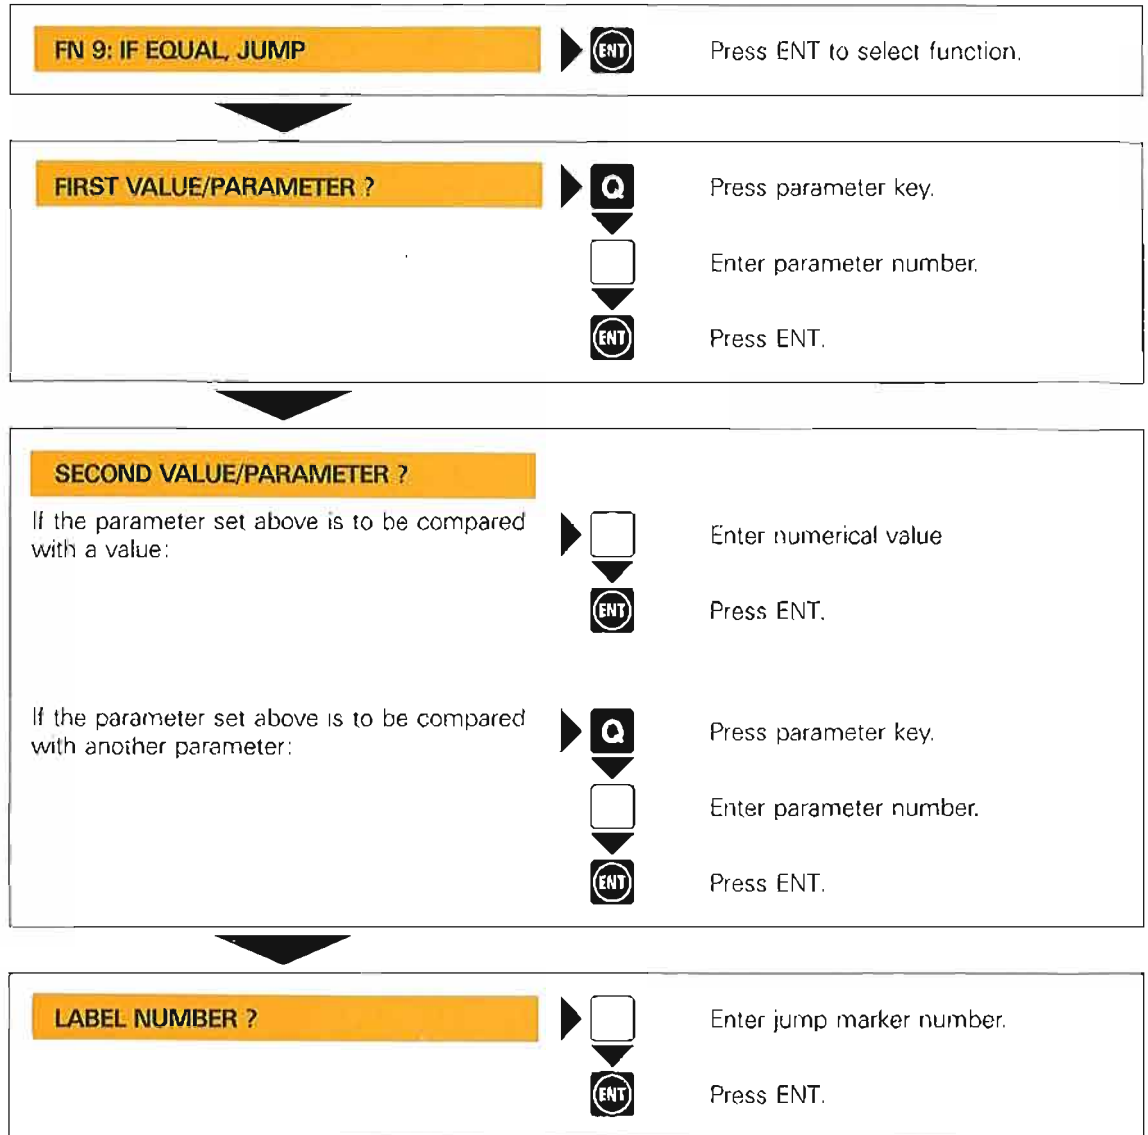 FN 9: IF EQUAL, JUMP
ENT
Press ENT to select function.
FIRST VALUE/PARAMETER ?
Q
Press parameter key.
Enter parameter number.
ENT
Press ENT.
SECOND VALUE/PARAMETER ?
If the parameter set above is to be compared
with a value:
Enter numerical value
ENT
Press ENT.
If the parameter set above is to be compared
with another parameter:
Q
Press parameter key.
Enter parameter number.
ENT
Press ENT.
LABEL NUMBER ?
Enter jump marker number.
ENT
Press ENT.